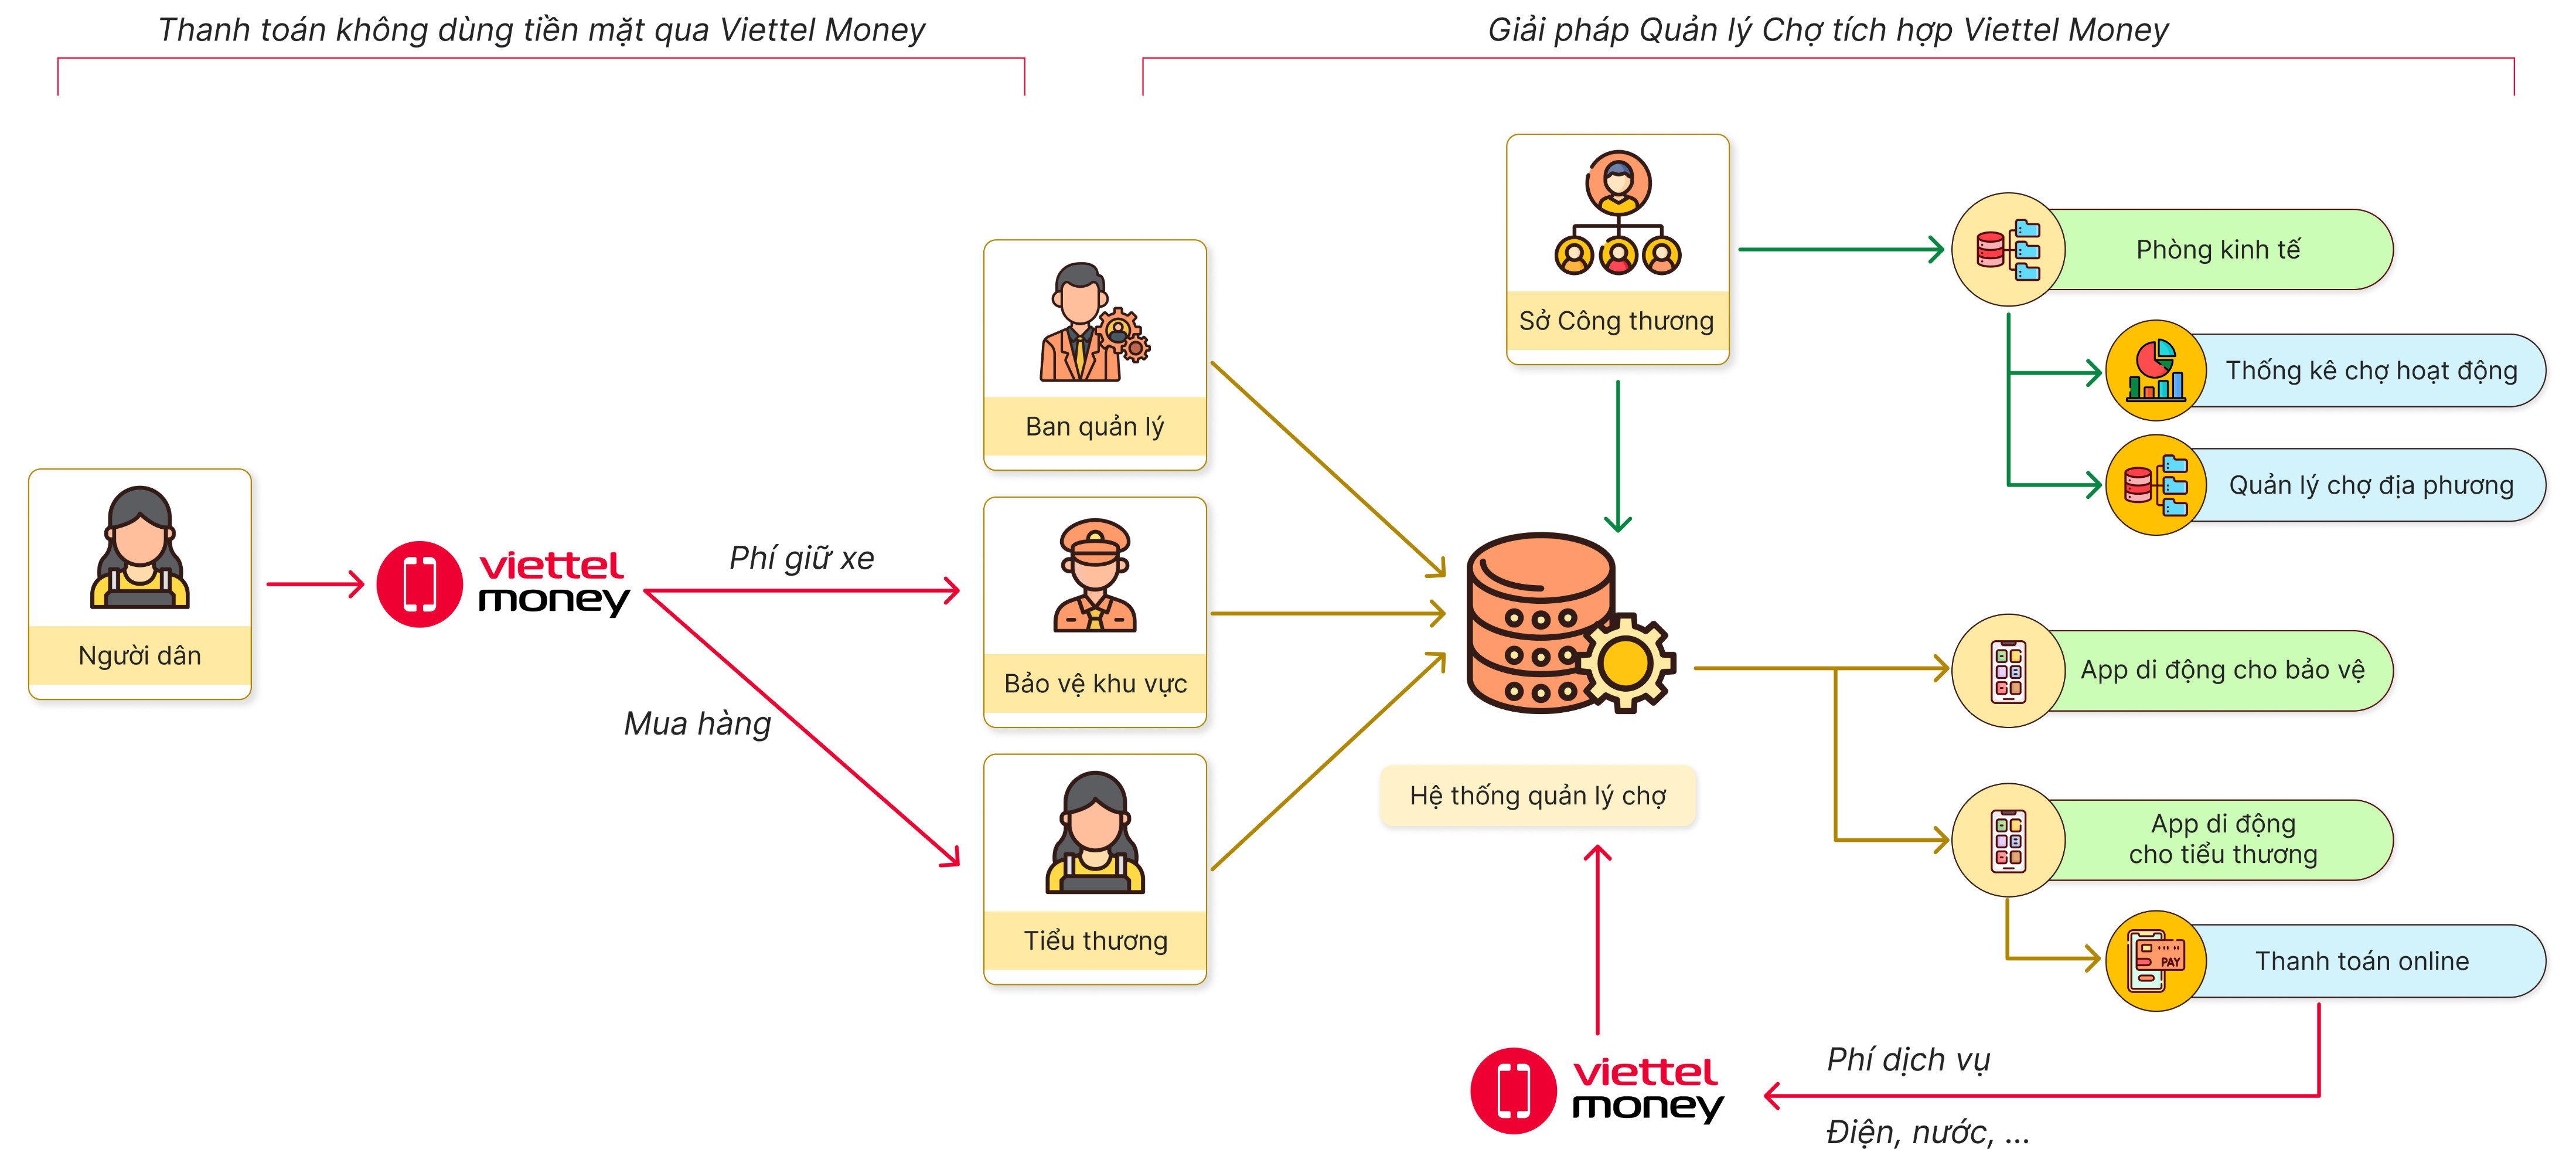 Thanh toán không dùng tiền mặt qua Viettel Money
Giải pháp Quản lý Chợ tích hợp Viettel Money
Người dân
viettel
money
Phí giữ xe
Mua hàng
Ban quản lý
Bảo vệ khu vực
Tiểu thương
Sở Công thương
Hệ thống quản lý chợ
Phòng kinh tế
Thống kê chợ hoạt động
Quản lý chợ địa phương
App di động cho bảo vệ
App di động
cho tiểu thương
PAY
Thanh toán online
Phí dịch vụ
Điện, nước, ...
viettel
money